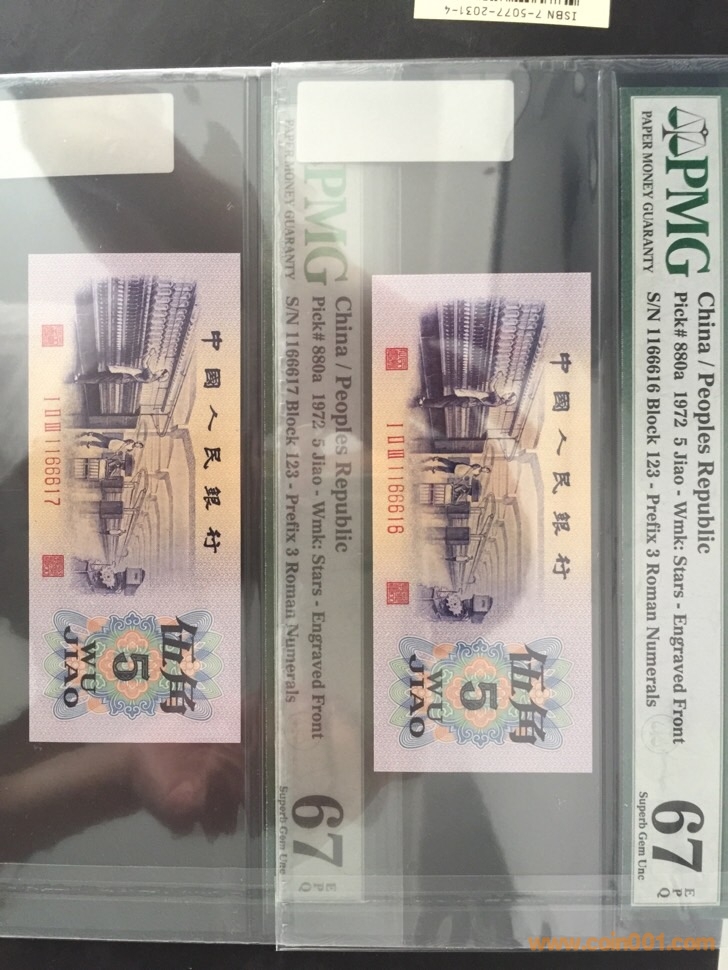 ISBN 7-5077-2031-4
PMG
PAPER MONEY GUARANTY
China / Peoples Republic
Pick# 880a 1972 5 Jiao - Wmk: Stars - Engraved Front
S/N 1166616 Block 123 - Prefix 3 Roman Numerals
67
EPQ
Superb Gem Unc
中國人民銀行
I II III 1166616
伍角
5
WU
JIAO
PMG
PAPER MONEY GUARANTY
China / Peoples Republic
Pick# 880a 1972 5 Jiao - Wmk: Stars - Engraved Front
S/N 1166617 Block 123 - Prefix 3 Roman Numerals
67
EPQ
Superb Gem Unc
中國人民銀行
I II III 1166617
伍角
5
WU
JIAO
www.coin001.com